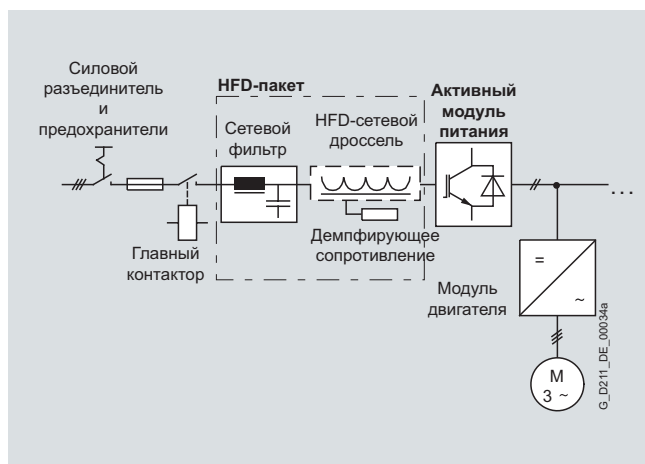 Силовой
разъединитель
и
предохранители
HFD-пакет
Сетевой
фильтр
HFD-сетевой
дроссель
Активный
модуль
питания
...
Главный
контактор
Демпфирующее
сопротивление
=
~
Модуль
двигателя
M
3 ~
G_D211_DE_00034a